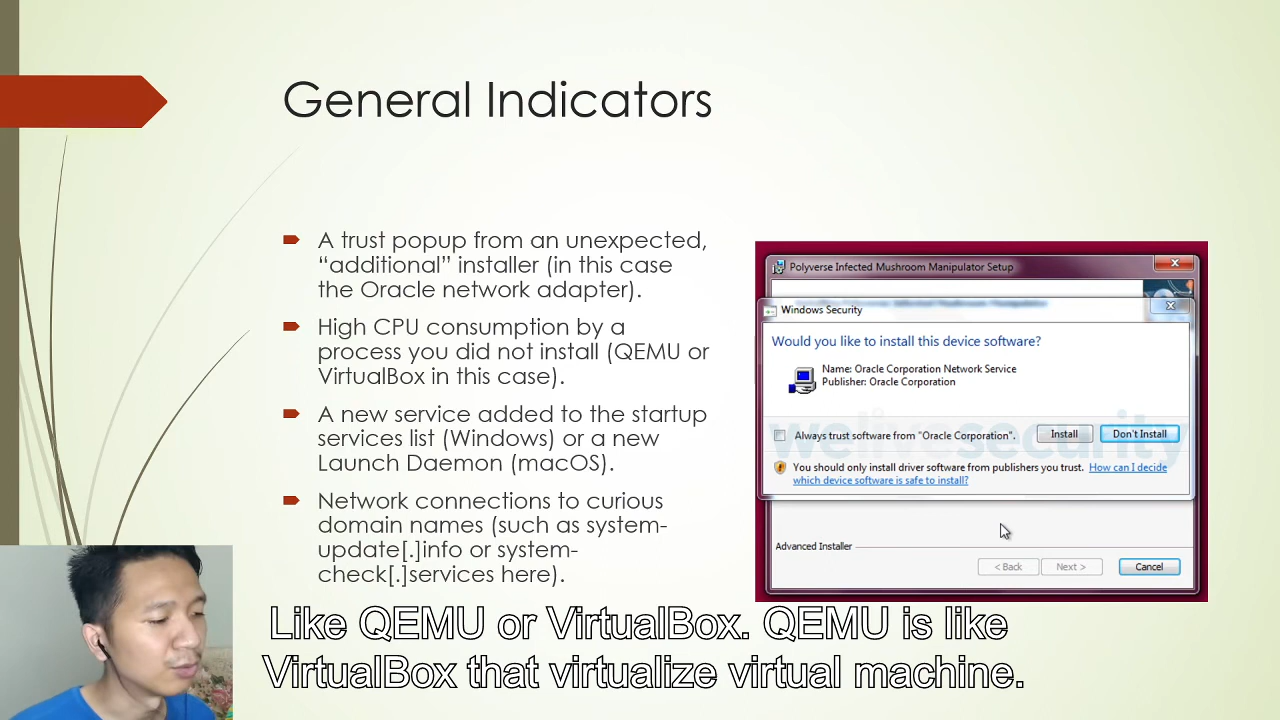 General Indicators
A trust popup from an unexpected,
“additional” installer (in this case
the Oracle network adapter).
High CPU consumption by a
process you did not install (QEMU or
VirtualBox in this case).
A new service added to the startup
services list (Windows) or a new
Launch Daemon (macOS).
Network connections to curious
domain names (such as system-
update[.]info or system-
check[.]services here).
Polyverse Infected Mushroom Manipulator Setup
Windows Security
Would you like to install this device software?
Name: Oracle Corporation Network Service
Publisher: Oracle Corporation
welivesecurity
Always trust software from "Oracle Corporation".
Install
Don't Install
You should only install driver software from publishers you trust. How can I decide
which device software is safe to install?
Advanced Installer
< Back
Next >
Cancel
Like QEMU or VirtualBox. QEMU is like
VirtualBox that virtualize virtual machine.